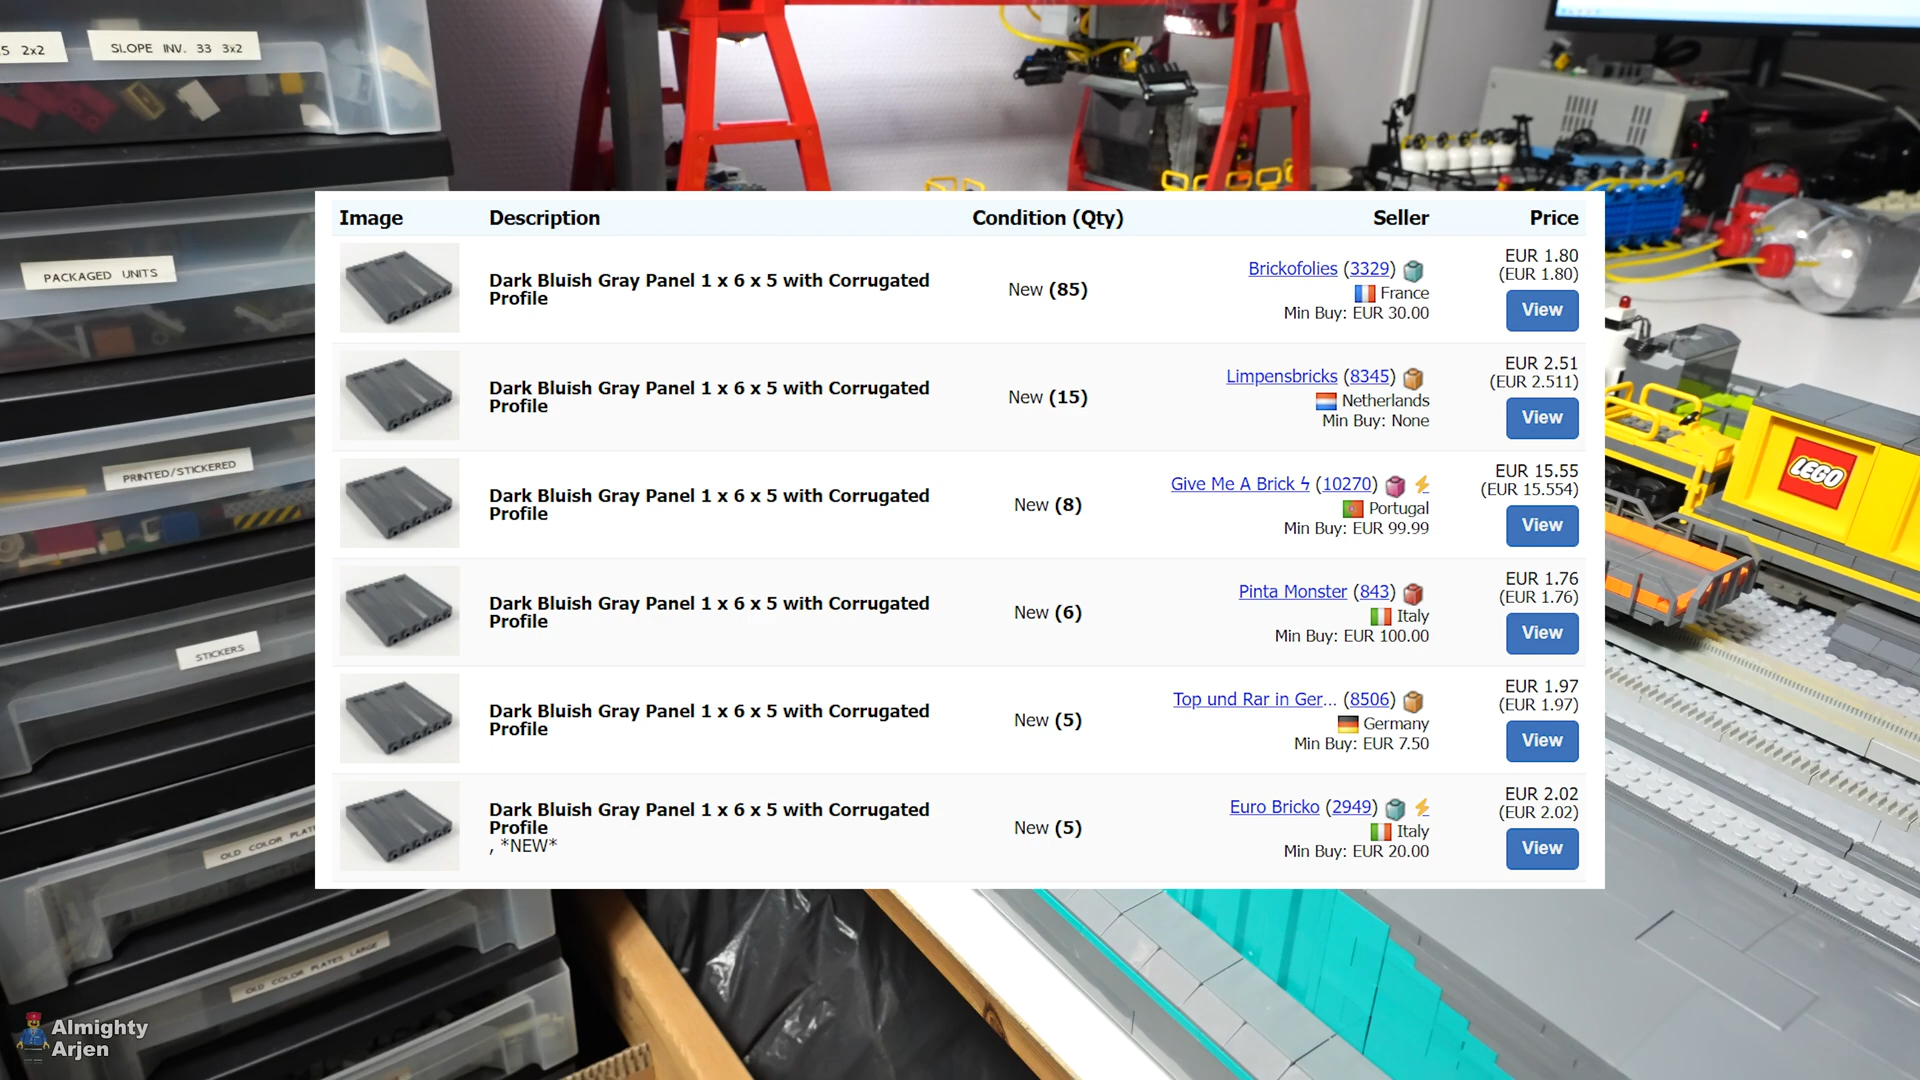 5 2x2
SLOPE INV. 33 3x2
PACKAGED UNITS
PRINTED/STICKERED
STICKERS
OLD COLOR PLAT
OLD COLOR PLATES LARGE
LEGO
Image Description Condition (Qty) Seller Price
Dark Bluish Gray Panel 1 x 6 x 5 with Corrugated
Profile
New (85)
Brickofolies (3329)
France
Min Buy: EUR 30.00
EUR 1.80
(EUR 1.80)
View
Dark Bluish Gray Panel 1 x 6 x 5 with Corrugated
Profile
New (15)
Limpensbricks (8345)
Netherlands
Min Buy: None
EUR 2.51
(EUR 2.511)
View
Dark Bluish Gray Panel 1 x 6 x 5 with Corrugated
Profile
New (8)
Give Me A Brick ϟ (10270)
Portugal
Min Buy: EUR 99.99
EUR 15.55
(EUR 15.554)
View
Dark Bluish Gray Panel 1 x 6 x 5 with Corrugated
Profile
New (6)
Pinta Monster (843)
Italy
Min Buy: EUR 100.00
EUR 1.76
(EUR 1.76)
View
Dark Bluish Gray Panel 1 x 6 x 5 with Corrugated
Profile
New (5)
Top und Rar in Ger... (8506)
Germany
Min Buy: EUR 7.50
EUR 1.97
(EUR 1.97)
View
Dark Bluish Gray Panel 1 x 6 x 5 with Corrugated
Profile
, *NEW*
New (5)
Euro Bricko (2949)
Italy
Min Buy: EUR 20.00
EUR 2.02
(EUR 2.02)
View
Almighty
Arjen